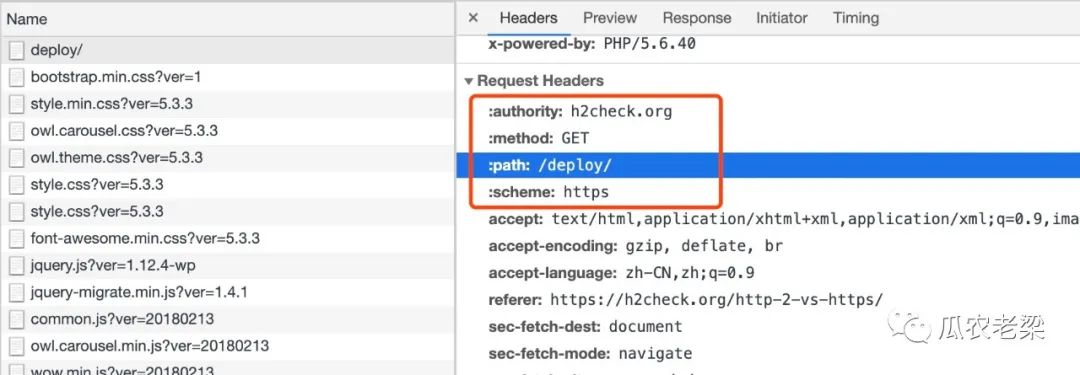 Name
deploy/
bootstrap.min.css?ver=1
style.min.css?ver=5.3.3
owl.carousel.css?ver=5.3.3
owl.theme.css?ver=5.3.3
style.css?ver=5.3.3
style.css?ver=5.3.3
font-awesome.min.css?ver=5.3.3
jquery.js?ver=1.12.4-wp
jquery-migrate.min.js?ver=1.4.1
common.js?ver=20180213
owl.carousel.min.js?ver=20180213
wow.min.js?ver=20180213
× Headers Preview Response Initiator Timing
x-powered-by: PHP/5.6.40
Request Headers
:authority: h2check.org
:method: GET
:path: /deploy/
:scheme: https
accept: text/html,application/xhtml+xml,application/xml;q=0.9,ima
accept-encoding: gzip, deflate, br
accept-language: zh-CN,zh;q=0.9
referer: https://h2check.org/http-2-vs-https/
sec-fetch-dest: document
sec-fetch-mode: navigate
瓜农老梁